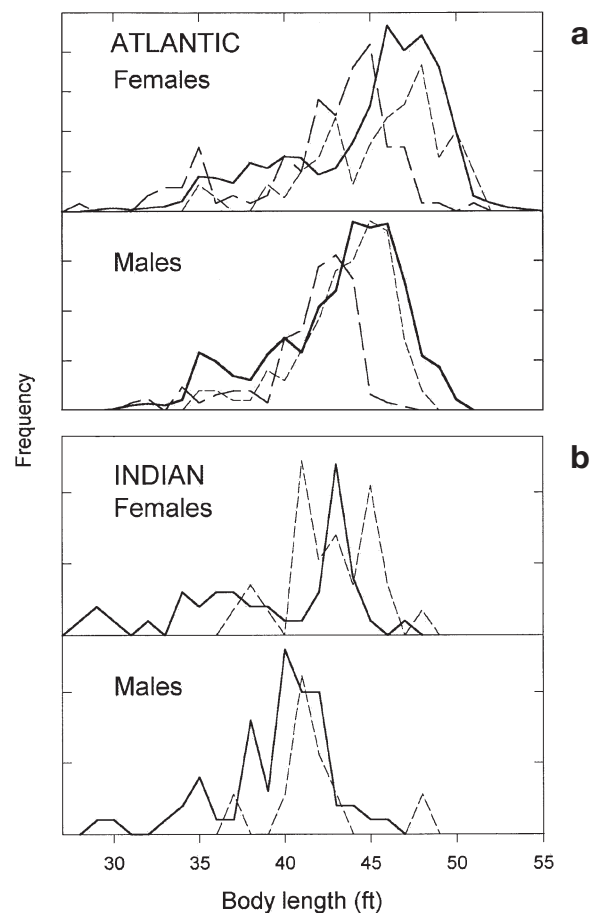 a
ATLANTIC
Females
Males
Frequency
b
INDIAN
Females
Males
30 35 40 45 50 55
Body length (ft)